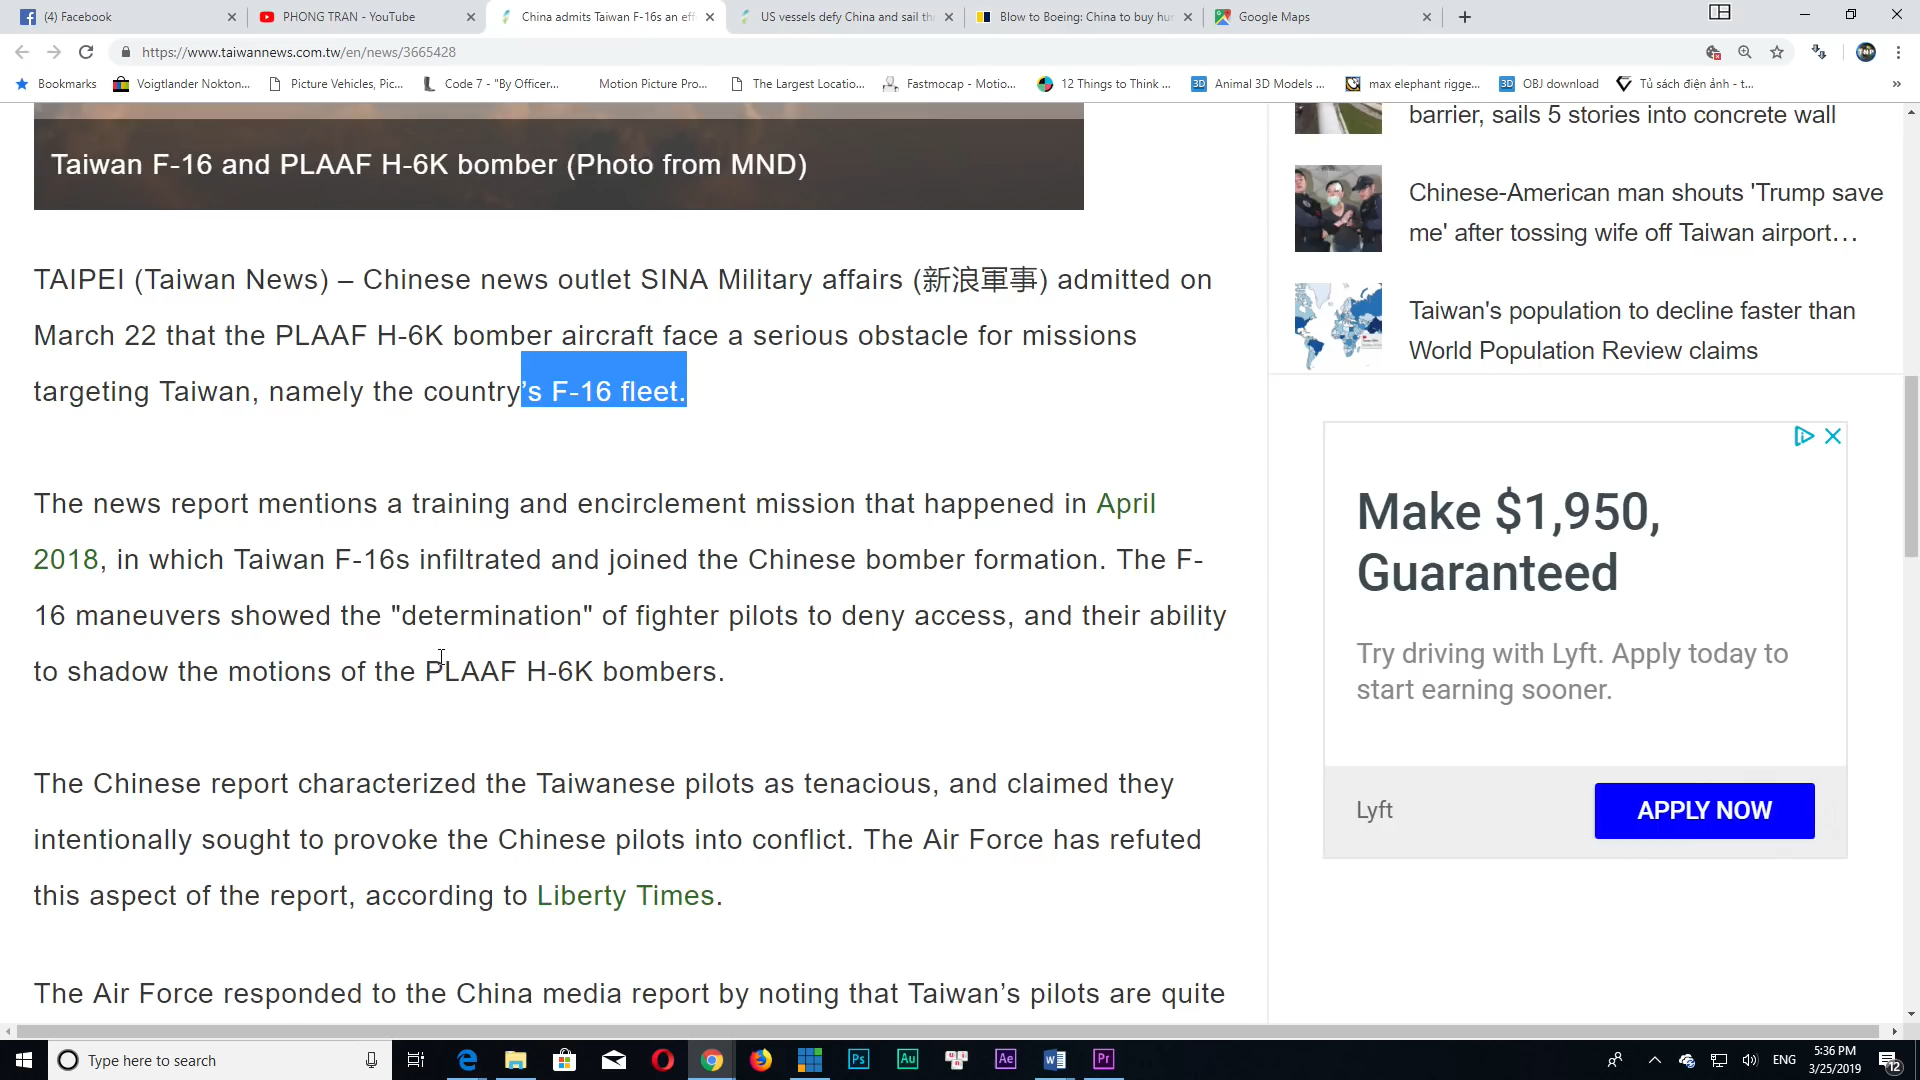 (4) Facebook
PHONG TRAN - YouTube
China admits Taiwan F-16s an eff
US vessels defy China and sail th
Blow to Boeing: China to buy hu
Google Maps
https://www.taiwannews.com.tw/en/news/3665428
Bookmarks
Voigtlander Nokton...
Picture Vehicles, Pic...
Code 7 - "By Officer...
Motion Picture Pro...
The Largest Locatio...
Fastmocap - Motio...
12 Things to Think ...
3D
Animal 3D Models ...
max elephant rigge...
3D
OBJ download
Tủ sách điện ảnh - t...
»
Taiwan F-16 and PLAAF H-6K bomber (Photo from MND)
TAIPEI (Taiwan News) – Chinese news outlet SINA Military affairs (新浪軍事) admitted on
March 22 that the PLAAF H-6K bomber aircraft face a serious obstacle for missions
targeting Taiwan, namely the country’s F-16 fleet.
The news report mentions a training and encirclement mission that happened in April
2018, in which Taiwan F-16s infiltrated and joined the Chinese bomber formation. The F-
16 maneuvers showed the "determination" of fighter pilots to deny access, and their ability
to shadow the motions of the PLAAF H-6K bombers.
The Chinese report characterized the Taiwanese pilots as tenacious, and claimed they
intentionally sought to provoke the Chinese pilots into conflict. The Air Force has refuted
this aspect of the report, according to Liberty Times.
The Air Force responded to the China media report by noting that Taiwan’s pilots are quite
barrier, sails 5 stories into concrete wall
Chinese-American man shouts 'Trump save
me' after tossing wife off Taiwan airport…
Taiwan's population to decline faster than
World Population Review claims
Make $1,950,
Guaranteed
Try driving with Lyft. Apply today to
start earning sooner.
Lyft
APPLY NOW
Type here to search
Ps
Au
Ae
Pr
ENG
5:36 PM
3/25/2019
12